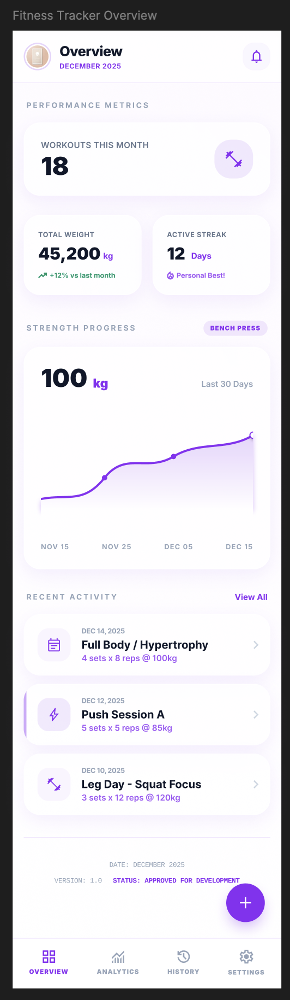 Fitness Tracker Overview
Overview
DECEMBER 2025
PERFORMANCE METRICS
WORKOUTS THIS MONTH
18
TOTAL WEIGHT
45,200 kg
+12% vs last month
ACTIVE STREAK
12 Days
Personal Best!
STRENGTH PROGRESS
BENCH PRESS
100 kg
Last 30 Days
NOV 15 NOV 25 DEC 05 DEC 15
RECENT ACTIVITY
View All
DEC 14, 2025
Full Body / Hypertrophy
4 sets x 8 reps @ 100kg
DEC 12, 2025
Push Session A
5 sets x 5 reps @ 85kg
DEC 10, 2025
Leg Day - Squat Focus
3 sets x 12 reps @ 120kg
DATE: DECEMBER 2025
VERSION: 1.0 STATUS: APPROVED FOR DEVELOPMENT
OVERVIEW ANALYTICS HISTORY SETTINGS